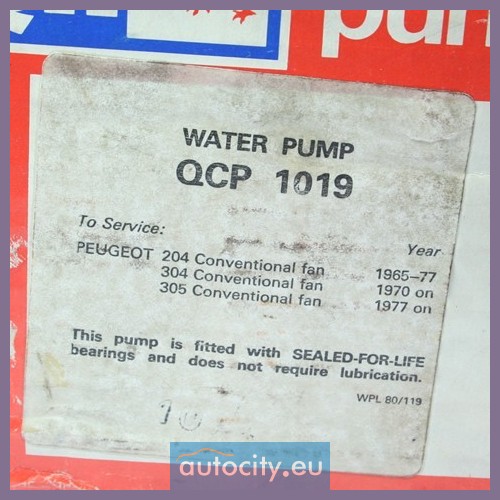 pum
WATER PUMP
QCP 1019
To Service: Year
PEUGEOT 204 Conventional fan 1965–77
304 Conventional fan 1970 on
305 Conventional fan 1977 on
This pump is fitted with SEALED-FOR-LIFE
bearings and does not require lubrication.
WPL 80/119
autocity.eu